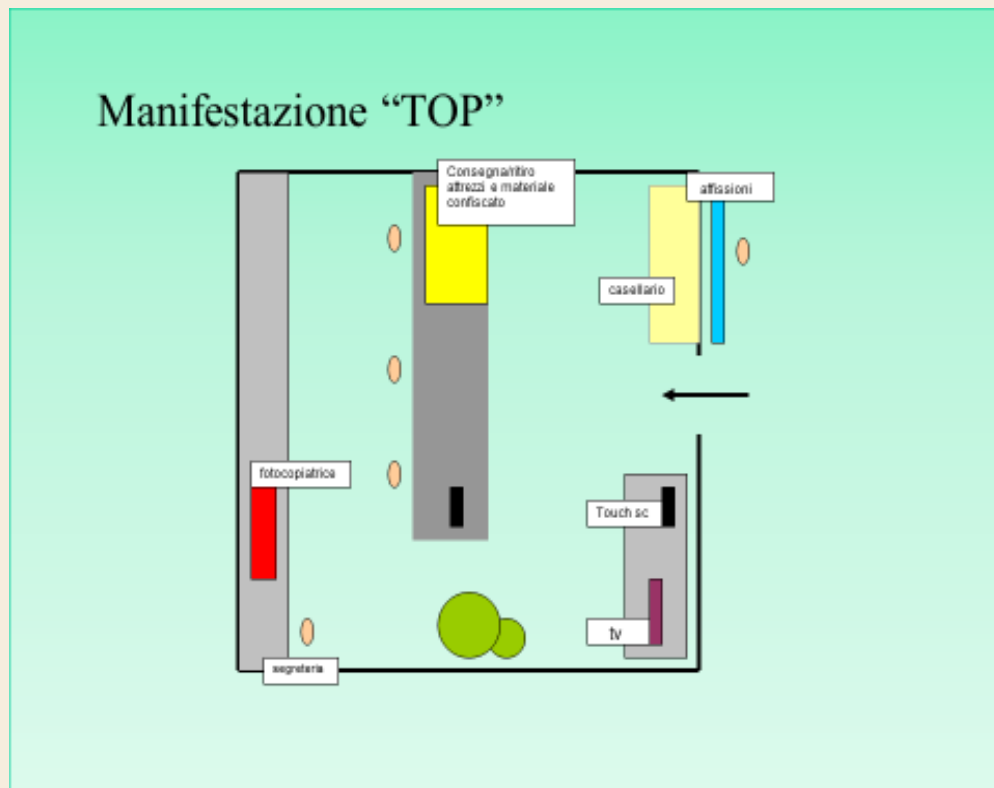 Manifestazione “TOP”
Consegna/ritiro
attrezzi e materiale
confiscato
affissioni
casellario
fotocopiatrice
Touch sc
tv
segreteria